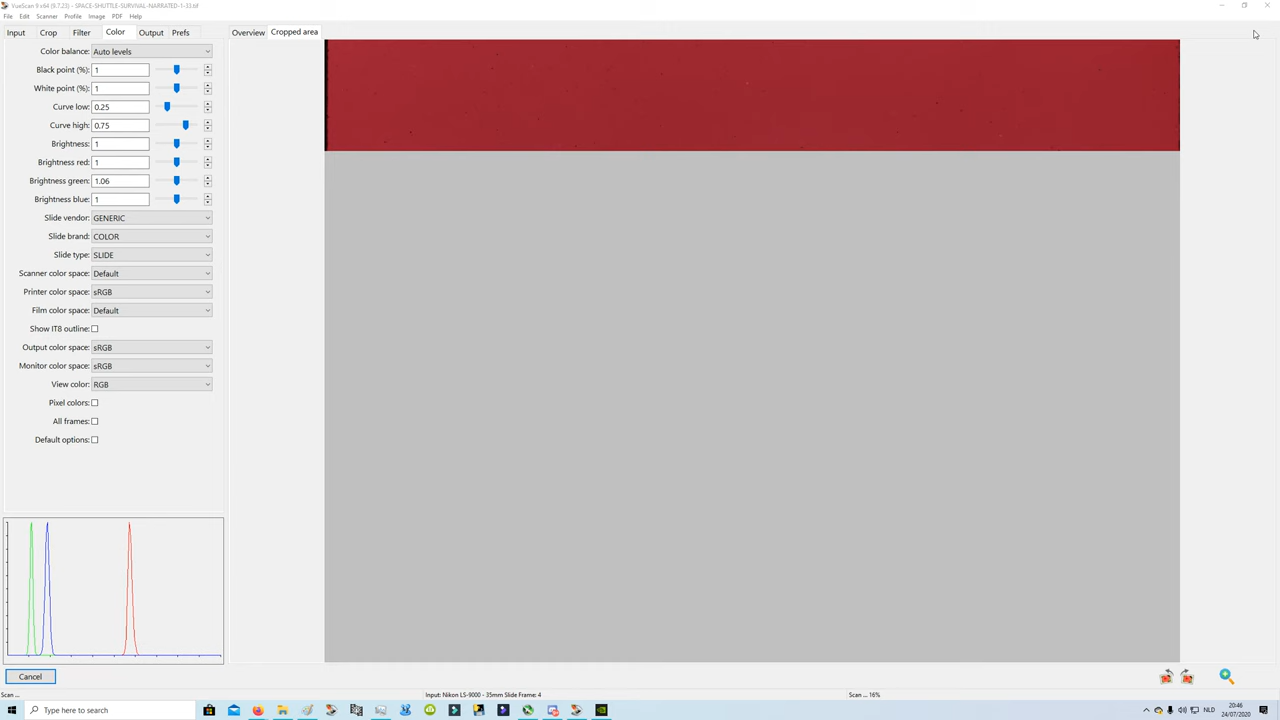 VueScan 9 x64 (9.7.23) - SPACE-SHUTTLE-SURVIVAL-NARRATED-1-33.tif
File Edit Scanner Profile Image PDF Help
Input Crop Filter Color Output Prefs Overview Cropped area
Color balance: Auto levels
Black point (%): 1
White point (%): 1
Curve low: 0.25
Curve high: 0.75
Brightness: 1
Brightness red: 1
Brightness green: 1.06
Brightness blue: 1
Slide vendor: GENERIC
Slide brand: COLOR
Slide type: SLIDE
Scanner color space: Default
Printer color space: sRGB
Film color space: Default
Show IT8 outline:
Output color space: sRGB
Monitor color space: sRGB
View color: RGB
Pixel colors:
All frames:
Default options:
Cancel
Scan ... Input: Nikon LS-9000 - 35mm Slide Frame: 4 Scan ... 16%
Type here to search NLD 20:46
24/07/2020